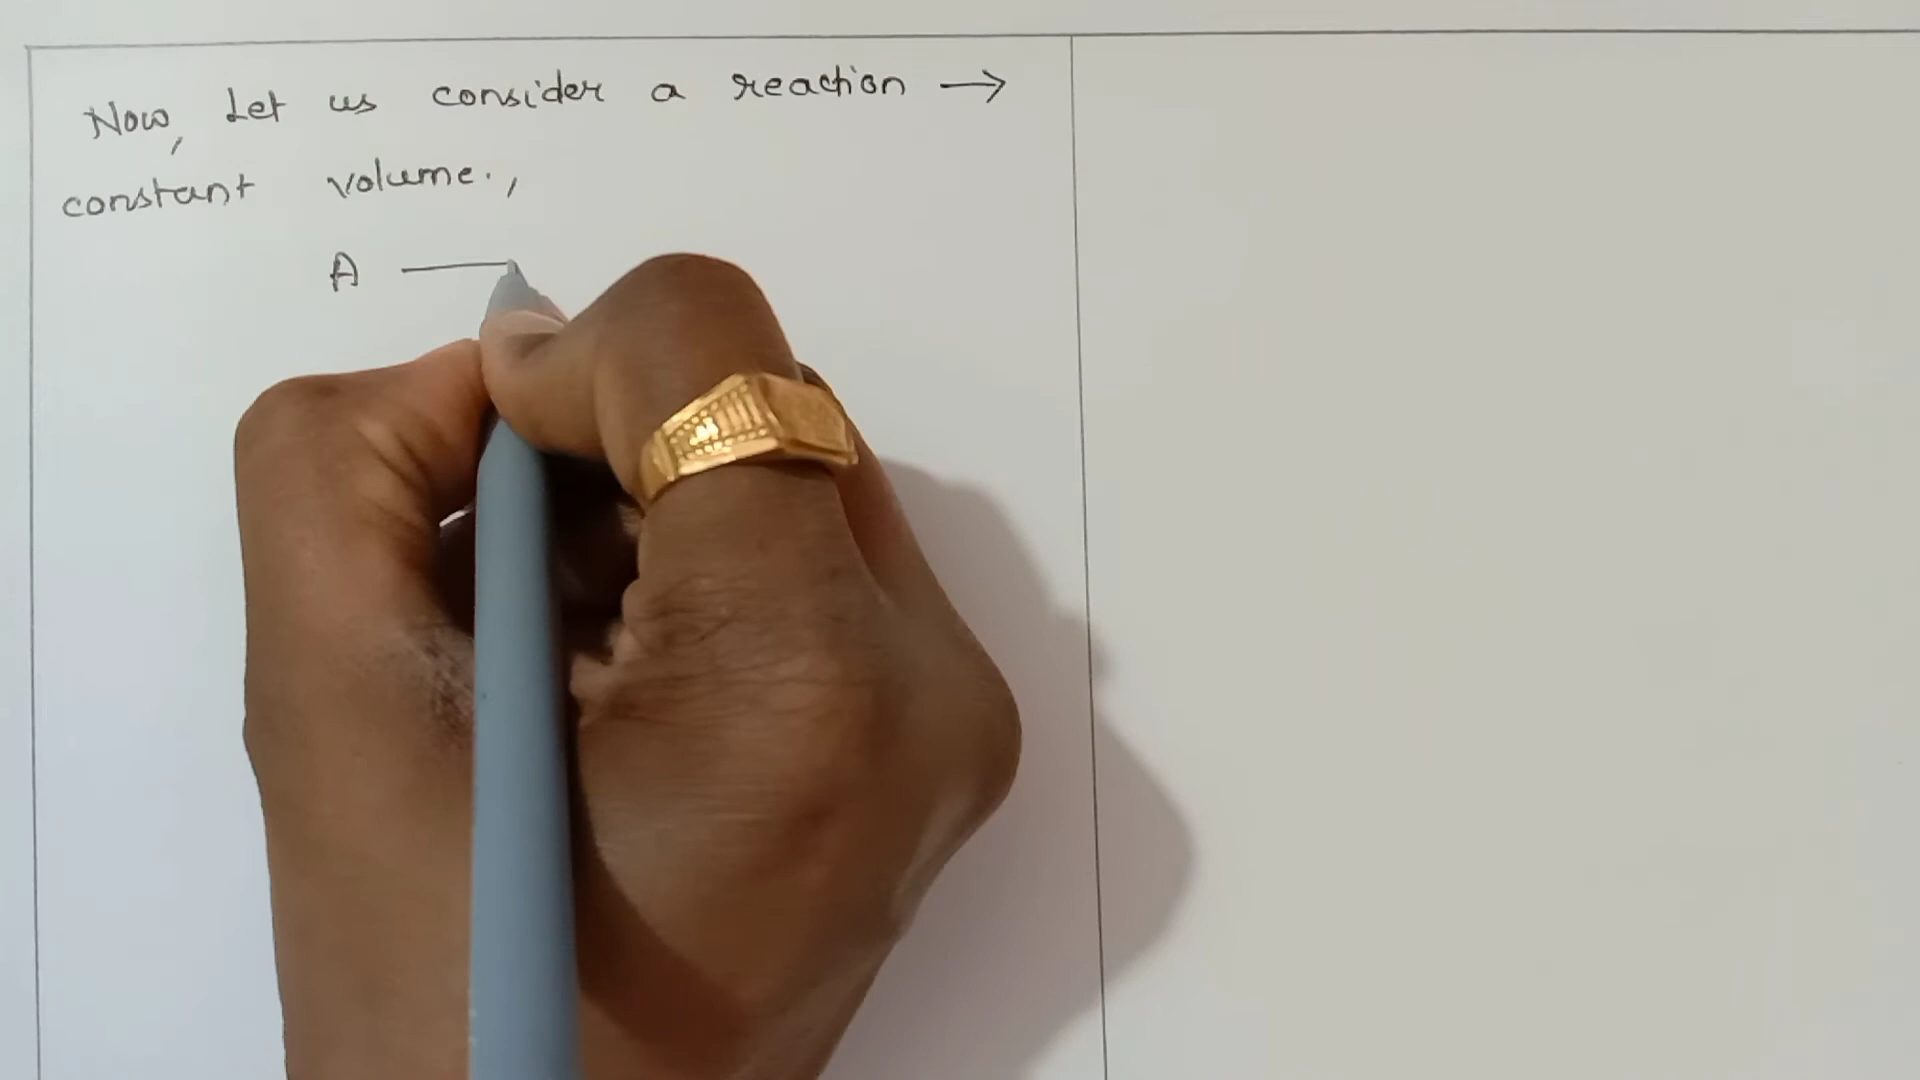 Now, Let us consider a reaction →
constant volume.,
A —